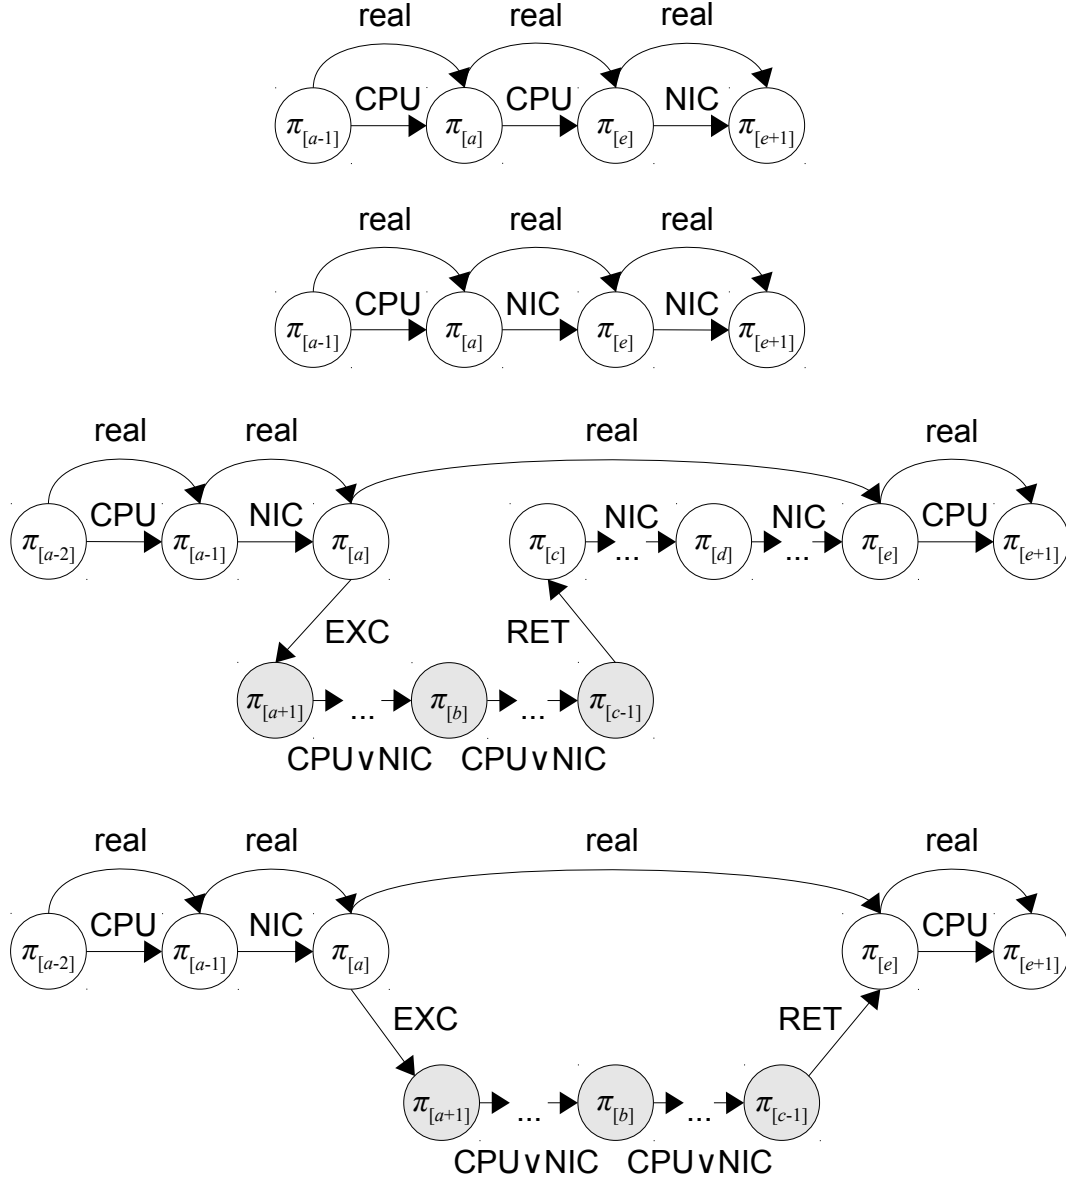 real real real
CPU CPU NIC
π[a-1] π[a] π[e] π[e+1]
real real real
CPU NIC NIC
π[a-1] π[a] π[e] π[e+1]
real real real real
CPU NIC NIC NIC CPU
π[a-2] π[a-1] π[a] π[c] ... π[d] ... π[e] π[e+1]
EXC RET
π[a+1] ... π[b] ... π[c-1]
CPU∨NIC CPU∨NIC
real real real real
CPU NIC CPU
π[a-2] π[a-1] π[a] π[e] π[e+1]
EXC RET
π[a+1] ... π[b] ... π[c-1]
CPU∨NIC CPU∨NIC